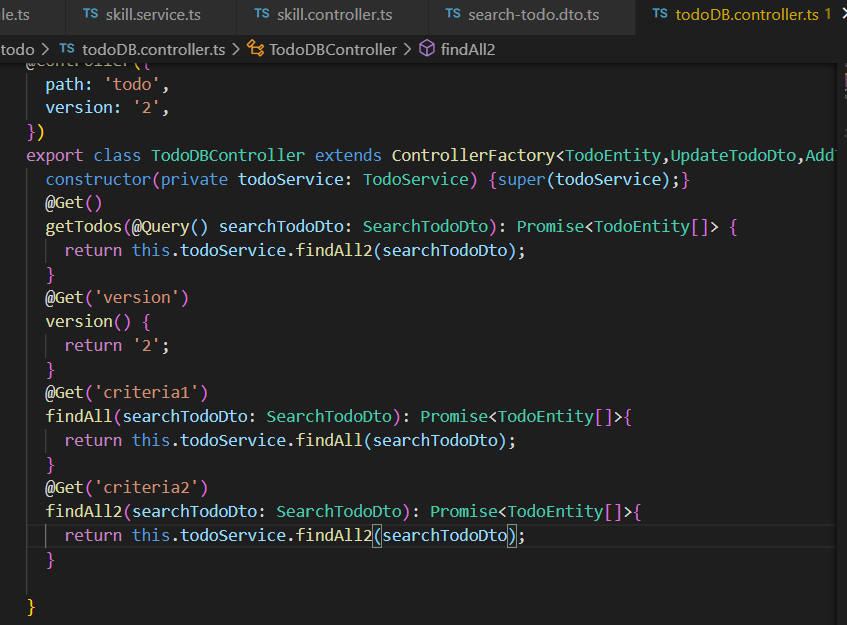 le.ts TS skill.service.ts TS skill.controller.ts TS search-todo.dto.ts TS todoDB.controller.ts 1
todo > TS todoDB.controller.ts > TodoDBController > findAll2
@Controller({
path: 'todo',
version: '2',
})
export class TodoDBController extends ControllerFactory<TodoEntity,UpdateTodoDto,Add
constructor(private todoService: TodoService) {super(todoService);}
@Get()
getTodos(@Query() searchTodoDto: SearchTodoDto): Promise<TodoEntity[]> {
return this.todoService.findAll2(searchTodoDto);
}
@Get('version')
version() {
return '2';
}
@Get('criteria1')
findAll(searchTodoDto: SearchTodoDto): Promise<TodoEntity[]>{
return this.todoService.findAll(searchTodoDto);
}
@Get('criteria2')
findAll2(searchTodoDto: SearchTodoDto): Promise<TodoEntity[]>{
return this.todoService.findAll2(searchTodoDto);
}
}